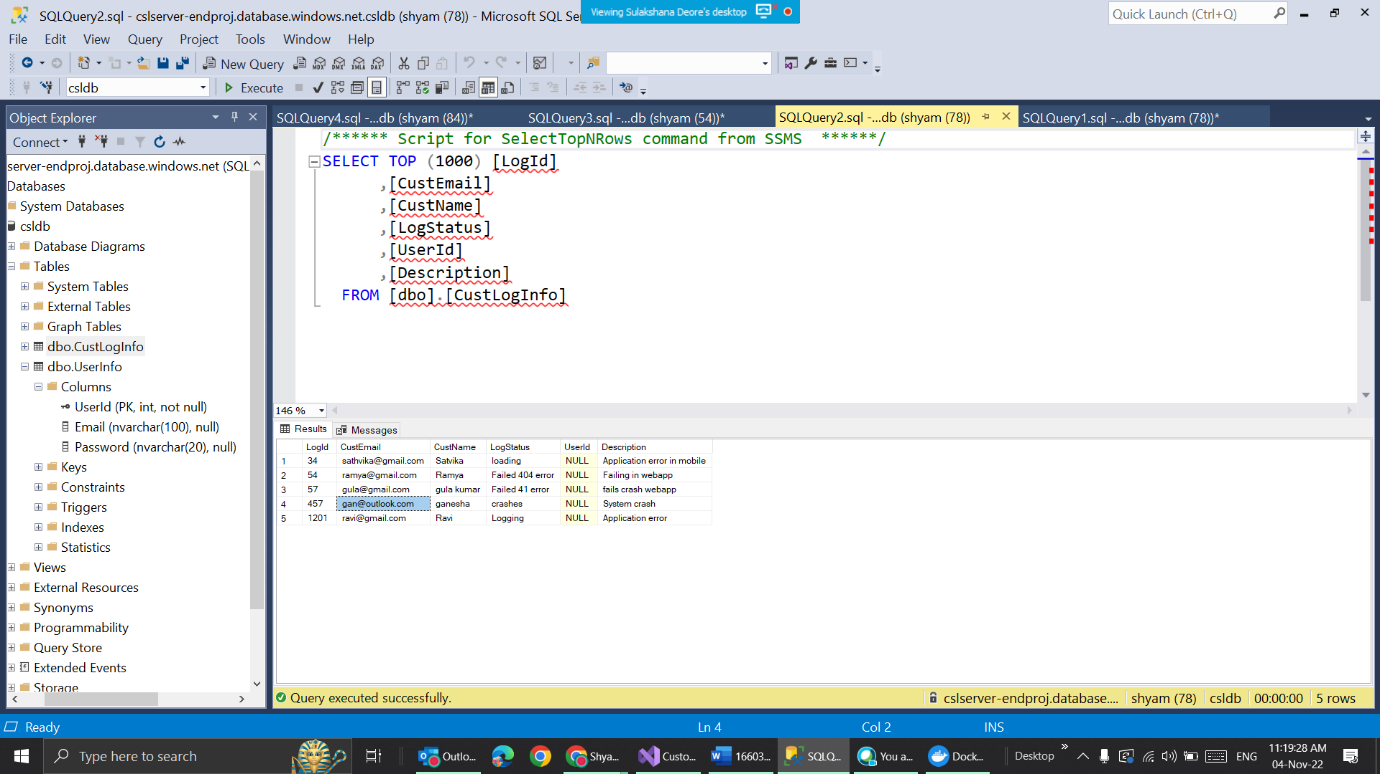 SQLQuery2.sql - cslserver-endproj.database.windows.net.csldb (shyam (78)) - Microsoft SQL Se
Viewing Sulakshana Deore's desktop
Quick Launch (Ctrl+Q)
File Edit View Query Project Tools Window Help
New Query
csldb
Execute
Object Explorer
Connect
server-endproj.database.windows.net (SQL
Databases
System Databases
csldb
Database Diagrams
Tables
System Tables
External Tables
Graph Tables
dbo.CustLogInfo
dbo.UserInfo
Columns
UserId (PK, int, not null)
Email (nvarchar(100), null)
Password (nvarchar(20), null)
Keys
Constraints
Triggers
Indexes
Statistics
Views
External Resources
Synonyms
Programmability
Query Store
Extended Events
Storage
SQLQuery4.sql -...db (shyam (84))* SQLQuery3.sql -...db (shyam (54))* SQLQuery2.sql -...db (shyam (78)) SQLQuery1.sql -...db (shyam (78))*
/****** Script for SelectTopNRows command from SSMS ******/
SELECT TOP (1000) [LogId]
,[CustEmail]
,[CustName]
,[LogStatus]
,[UserId]
,[Description]
FROM [dbo].[CustLogInfo]
146 %
Results Messages
LogId CustEmail CustName LogStatus UserId Description
1 34 sathvika@gmail.com Satvika loading NULL Application error in mobile
2 54 ramya@gmail.com Ramya Failed 404 error NULL Failing in webapp
3 57 gula@gmail.com gula kumar Failed 41 error NULL fails crash webapp
4 457 gan@outlook.com ganesha crashes NULL System crash
5 1201 ravi@gmail.com Ravi Logging NULL Application error
Query executed successfully. cslserver-endproj.database.... shyam (78) csldb 00:00:00 5 rows
Ready Ln 4 Col 2 INS
Type here to search Outlo... Shya... Custo... 16603... SQLQ... You a... Dock... Desktop ENG 11:19:28 AM
04-Nov-22